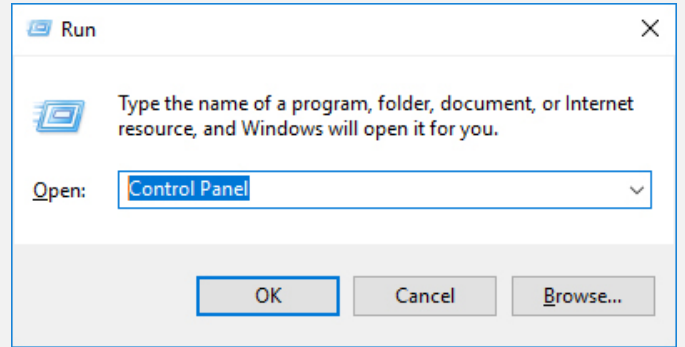 Run
Type the name of a program, folder, document, or Internet
resource, and Windows will open it for you.
Open: Control Panel
OK Cancel Browse...